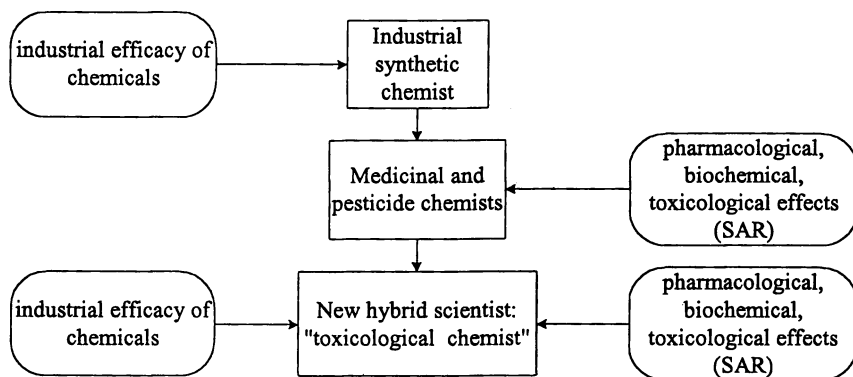 industrial efficacy of
chemicals
Industrial
synthetic
chemist
Medicinal and
pesticide chemists
pharmacological,
biochemical,
toxicological effects
(SAR)
industrial efficacy of
chemicals
New hybrid scientist:
"toxicological chemist"
pharmacological,
biochemical,
toxicological effects
(SAR)